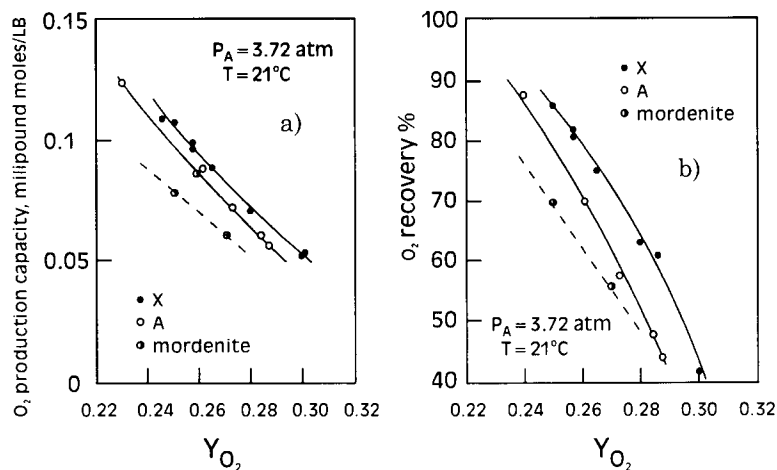 O₂ production capacity, milipound moles/LB
0.15
0.1
0.05
0
P_A = 3.72 atm
T = 21°C
a)
X
A
mordenite
0.22 0.24 0.26 0.28 0.30 0.32
Y_O₂
O₂ recovery %
100
90
80
70
60
50
40
X
A
mordenite
b)
P_A = 3.72 atm
T = 21°C
0.22 0.24 0.26 0.28 0.30 0.32
Y_O₂